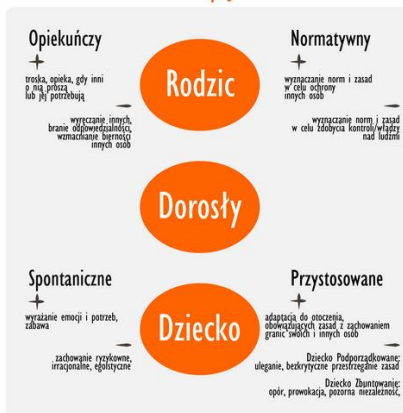 Opiekuńczy
+
troska, opieka, gdy inni
o nią proszą
lub jej potrzebują
–
wyręczanie innych,
branie odpowiedzialności,
wzmacnianie bierności
innych osób
Rodzic
Normatywny
+
wyznaczanie norm i zasad
w celu ochrony
innych osób
–
wyznaczanie norm i zasad
w celu zdobycia kontroli/władzy
nad ludźmi
Dorosły
Spontaniczne
+
wyrażanie emocji i potrzeb,
zabawa
–
zachowanie ryzykowne,
irracjonalne, egoistyczne
Dziecko
Przystosowane
+
adaptacja do otoczenia,
obowiązujących zasad z zachowaniem
granic swoich i innych osób
–
Dziecko Podporządkowane:
uleganie, bezkrytyczne przestrzeganie zasad
Dziecko Zbuntowane:
opór, prowokacja, pozorna niezależność,